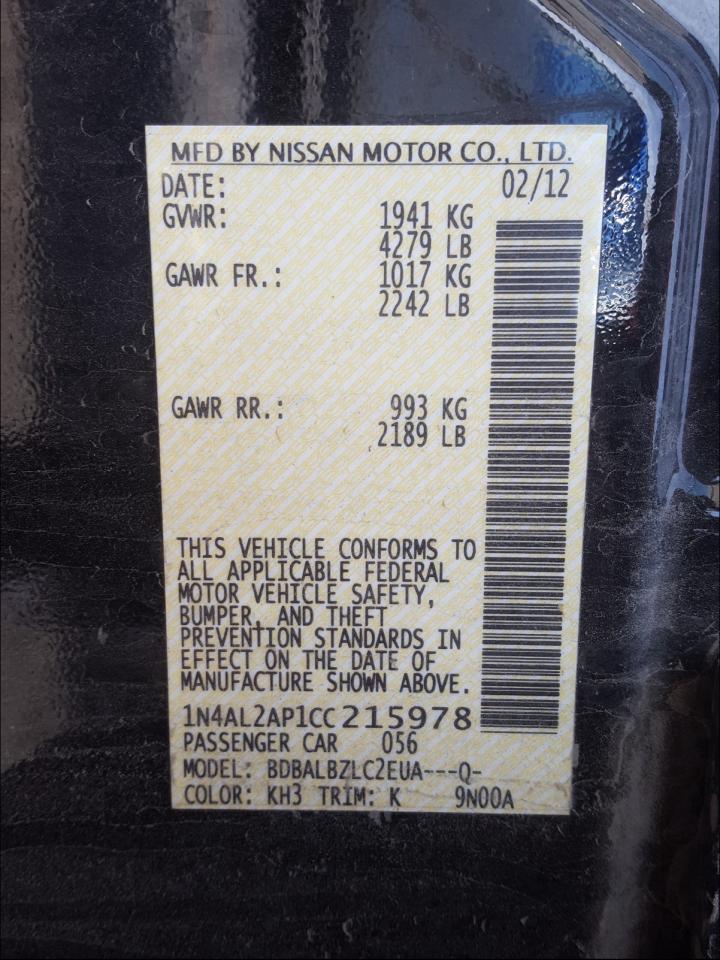 MFD BY NISSAN MOTOR CO., LTD.
DATE: 02/12
GVWR: 1941 KG
4279 LB
GAWR FR.: 1017 KG
2242 LB
GAWR RR.: 993 KG
2189 LB
THIS VEHICLE CONFORMS TO
ALL APPLICABLE FEDERAL
MOTOR VEHICLE SAFETY,
BUMPER, AND THEFT
PREVENTION STANDARDS IN
EFFECT ON THE DATE OF
MANUFACTURE SHOWN ABOVE.
1N4AL2AP1CC215978
PASSENGER CAR 056
MODEL: BDBALBZLC2EUA---Q-
COLOR: KH3 TRIM: K 9N00A